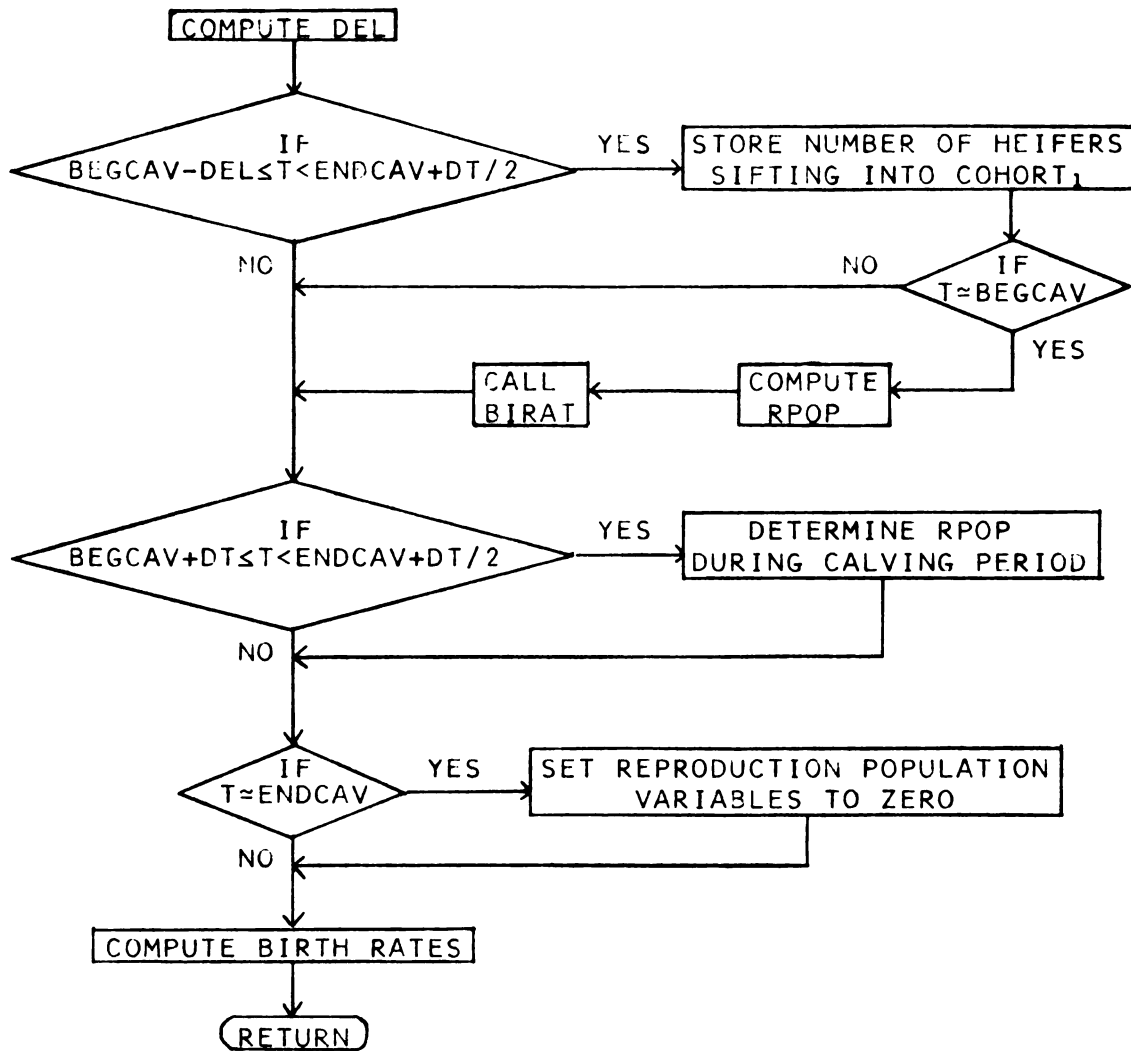 COMPUTE DEL
IF
BEGCAV-DEL≤T<ENDCAV+DT/2
YES
STORE NUMBER OF HEIFERS
SIFTING INTO COHORT₁
NO
NO
IF
T≃BEGCAV
YES
CALL
BIRAT
COMPUTE
RPOP
IF
BEGCAV+DT≤T<ENDCAV+DT/2
YES
DETERMINE RPOP
DURING CALVING PERIOD
NO
IF
T≃ENDCAV
YES
SET REPRODUCTION POPULATION
VARIABLES TO ZERO
NO
COMPUTE BIRTH RATES
RETURN